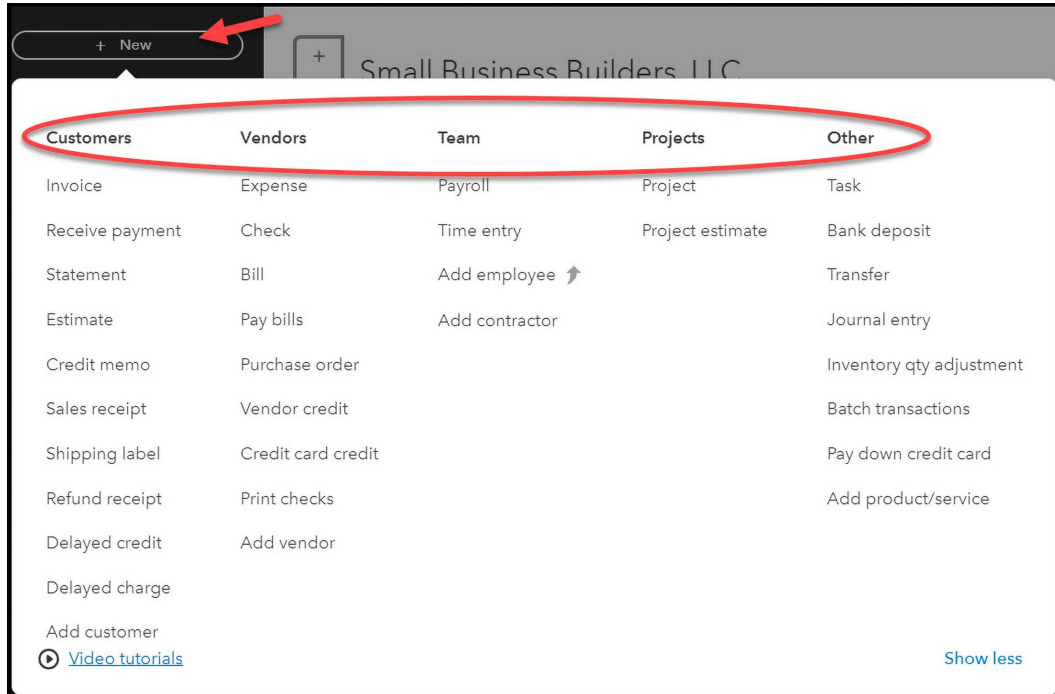 + New
+
Small Business Builders, LLC
Customers Vendors Team Projects Other
Invoice Expense Payroll Project Task
Receive payment Check Time entry Project estimate Bank deposit
Statement Bill Add employee Transfer
Estimate Pay bills Add contractor Journal entry
Credit memo Purchase order Inventory qty adjustment
Sales receipt Vendor credit Batch transactions
Shipping label Credit card credit Pay down credit card
Refund receipt Print checks Add product/service
Delayed credit Add vendor
Delayed charge
Add customer
Video tutorials Show less